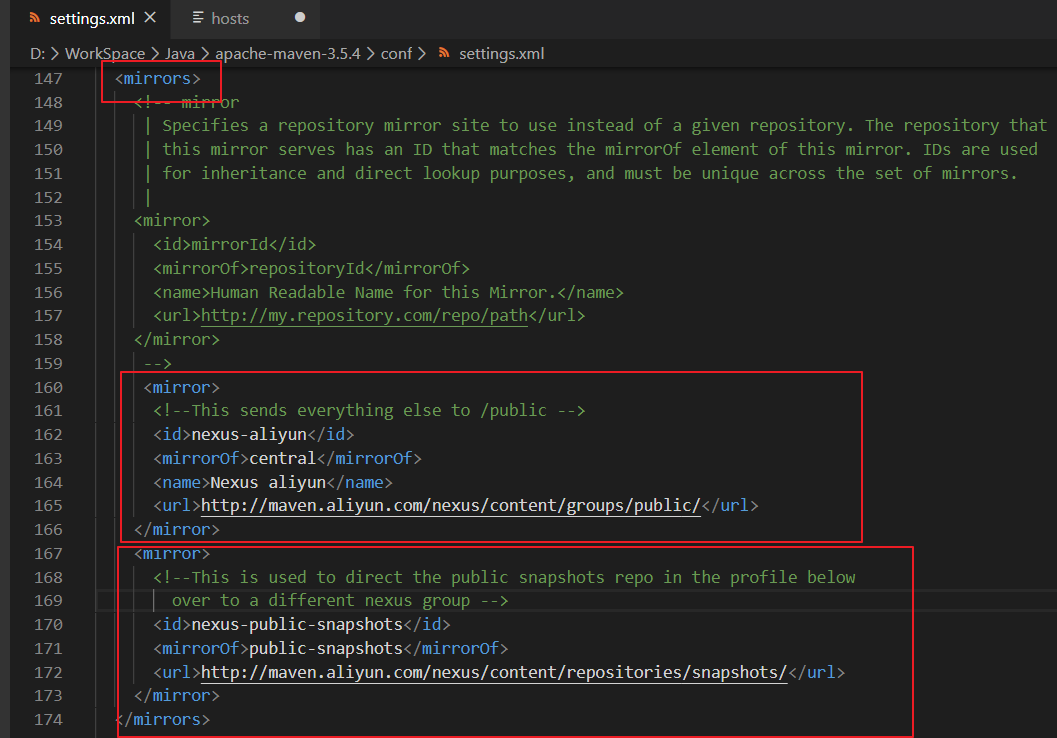 settings.xml × hosts ●
D: > WorkSpace > Java > apache-maven-3.5.4 > conf > settings.xml
147 <mirrors>
148 <!-- mirror
149 | Specifies a repository mirror site to use instead of a given repository. The repository that
150 | this mirror serves has an ID that matches the mirrorOf element of this mirror. IDs are used
151 | for inheritance and direct lookup purposes, and must be unique across the set of mirrors.
152 |
153 <mirror>
154 <id>mirrorId</id>
155 <mirrorOf>repositoryId</mirrorOf>
156 <name>Human Readable Name for this Mirror.</name>
157 <url>http://my.repository.com/repo/path</url>
158 </mirror>
159 -->
160 <mirror>
161 <!--This sends everything else to /public -->
162 <id>nexus-aliyun</id>
163 <mirrorOf>central</mirrorOf>
164 <name>Nexus aliyun</name>
165 <url>http://maven.aliyun.com/nexus/content/groups/public/</url>
166 </mirror>
167 <mirror>
168 <!--This is used to direct the public snapshots repo in the profile below
169 over to a different nexus group -->
170 <id>nexus-public-snapshots</id>
171 <mirrorOf>public-snapshots</mirrorOf>
172 <url>http://maven.aliyun.com/nexus/content/repositories/snapshots/</url>
173 </mirror>
174 </mirrors>